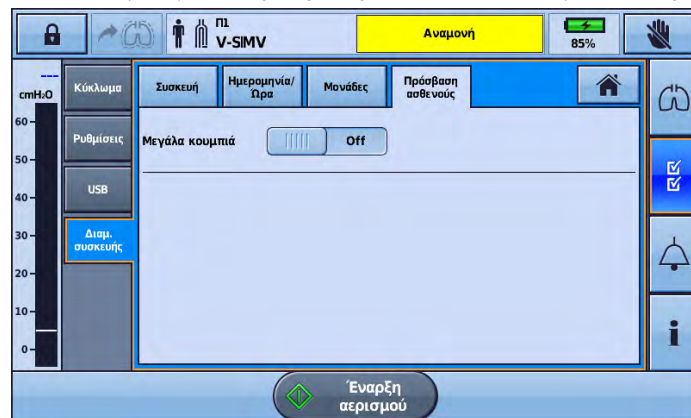 Π1
V-SIMV
Αναμονή
85%
cmH₂O
60
50
40
30
20
10
0
Κύκλωμα
Ρυθμίσεις
USB
Διαμ.
συσκευής
Συσκευή
Ημερομηνία/
Ώρα
Μονάδες
Πρόσβαση
ασθενούς
Μεγάλα κουμπιά
Off
Έναρξη
αερισμού